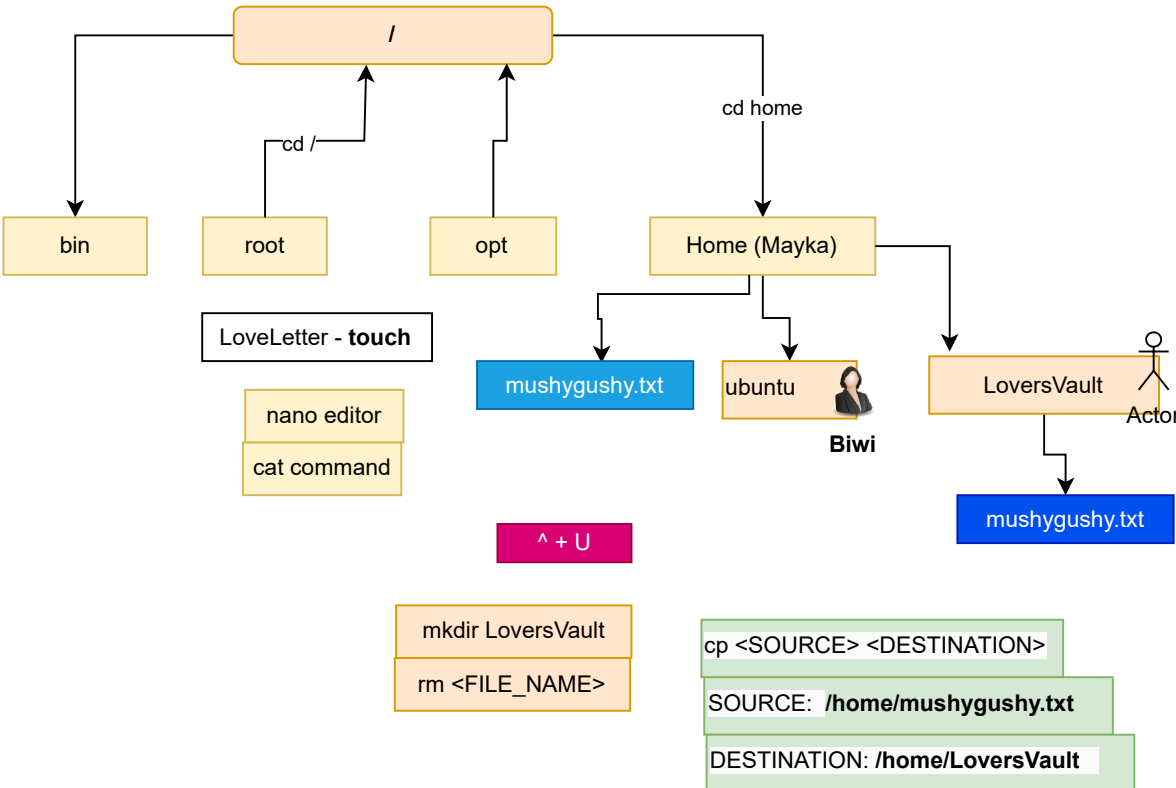 /
cd home
cd /
bin
root
opt
Home (Mayka)
LoveLetter - touch
mushygushy.txt
ubuntu
LoversVault
Actor
Biwi
nano editor
cat command
mushygushy.txt
^ + U
mkdir LoversVault
rm <FILE_NAME>
cp <SOURCE> <DESTINATION>
SOURCE: /home/mushygushy.txt
DESTINATION: /home/LoversVault